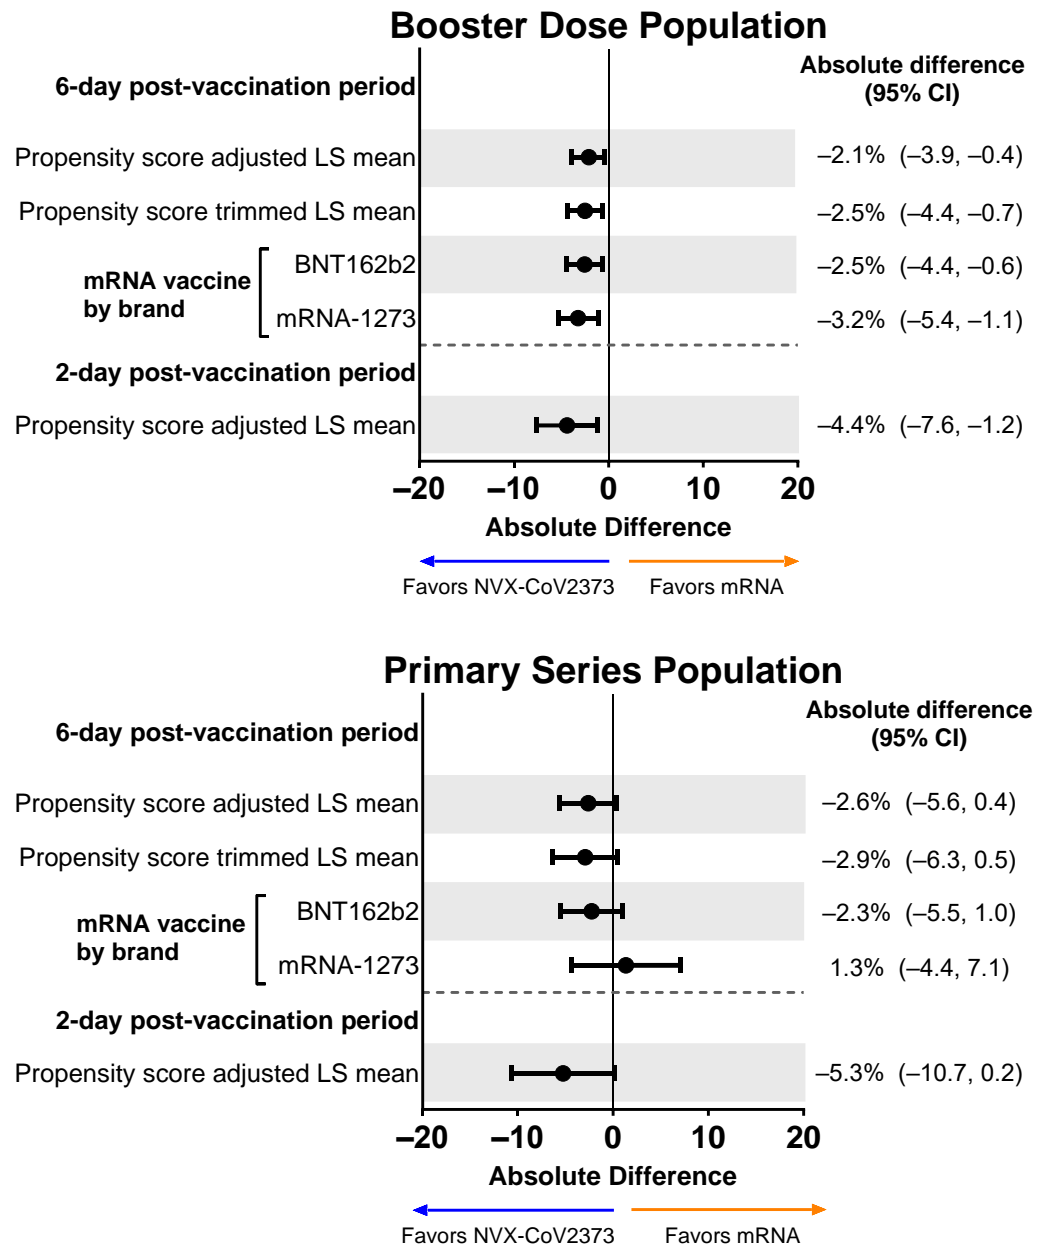 Booster Dose Population
Absolute difference
(95% CI)
6-day post-vaccination period
Propensity score adjusted LS mean –2.1% (–3.9, –0.4)
Propensity score trimmed LS mean –2.5% (–4.4, –0.7)
mRNA vaccine
by brand
BNT162b2 –2.5% (–4.4, –0.6)
mRNA-1273 –3.2% (–5.4, –1.1)
2-day post-vaccination period
Propensity score adjusted LS mean –4.4% (–7.6, –1.2)
–20 –10 0 10 20
Absolute Difference
Favors NVX-CoV2373 Favors mRNA
Primary Series Population
Absolute difference
(95% CI)
6-day post-vaccination period
Propensity score adjusted LS mean –2.6% (–5.6, 0.4)
Propensity score trimmed LS mean –2.9% (–6.3, 0.5)
mRNA vaccine
by brand
BNT162b2 –2.3% (–5.5, 1.0)
mRNA-1273 1.3% (–4.4, 7.1)
2-day post-vaccination period
Propensity score adjusted LS mean –5.3% (–10.7, 0.2)
–20 –10 0 10 20
Absolute Difference
Favors NVX-CoV2373 Favors mRNA